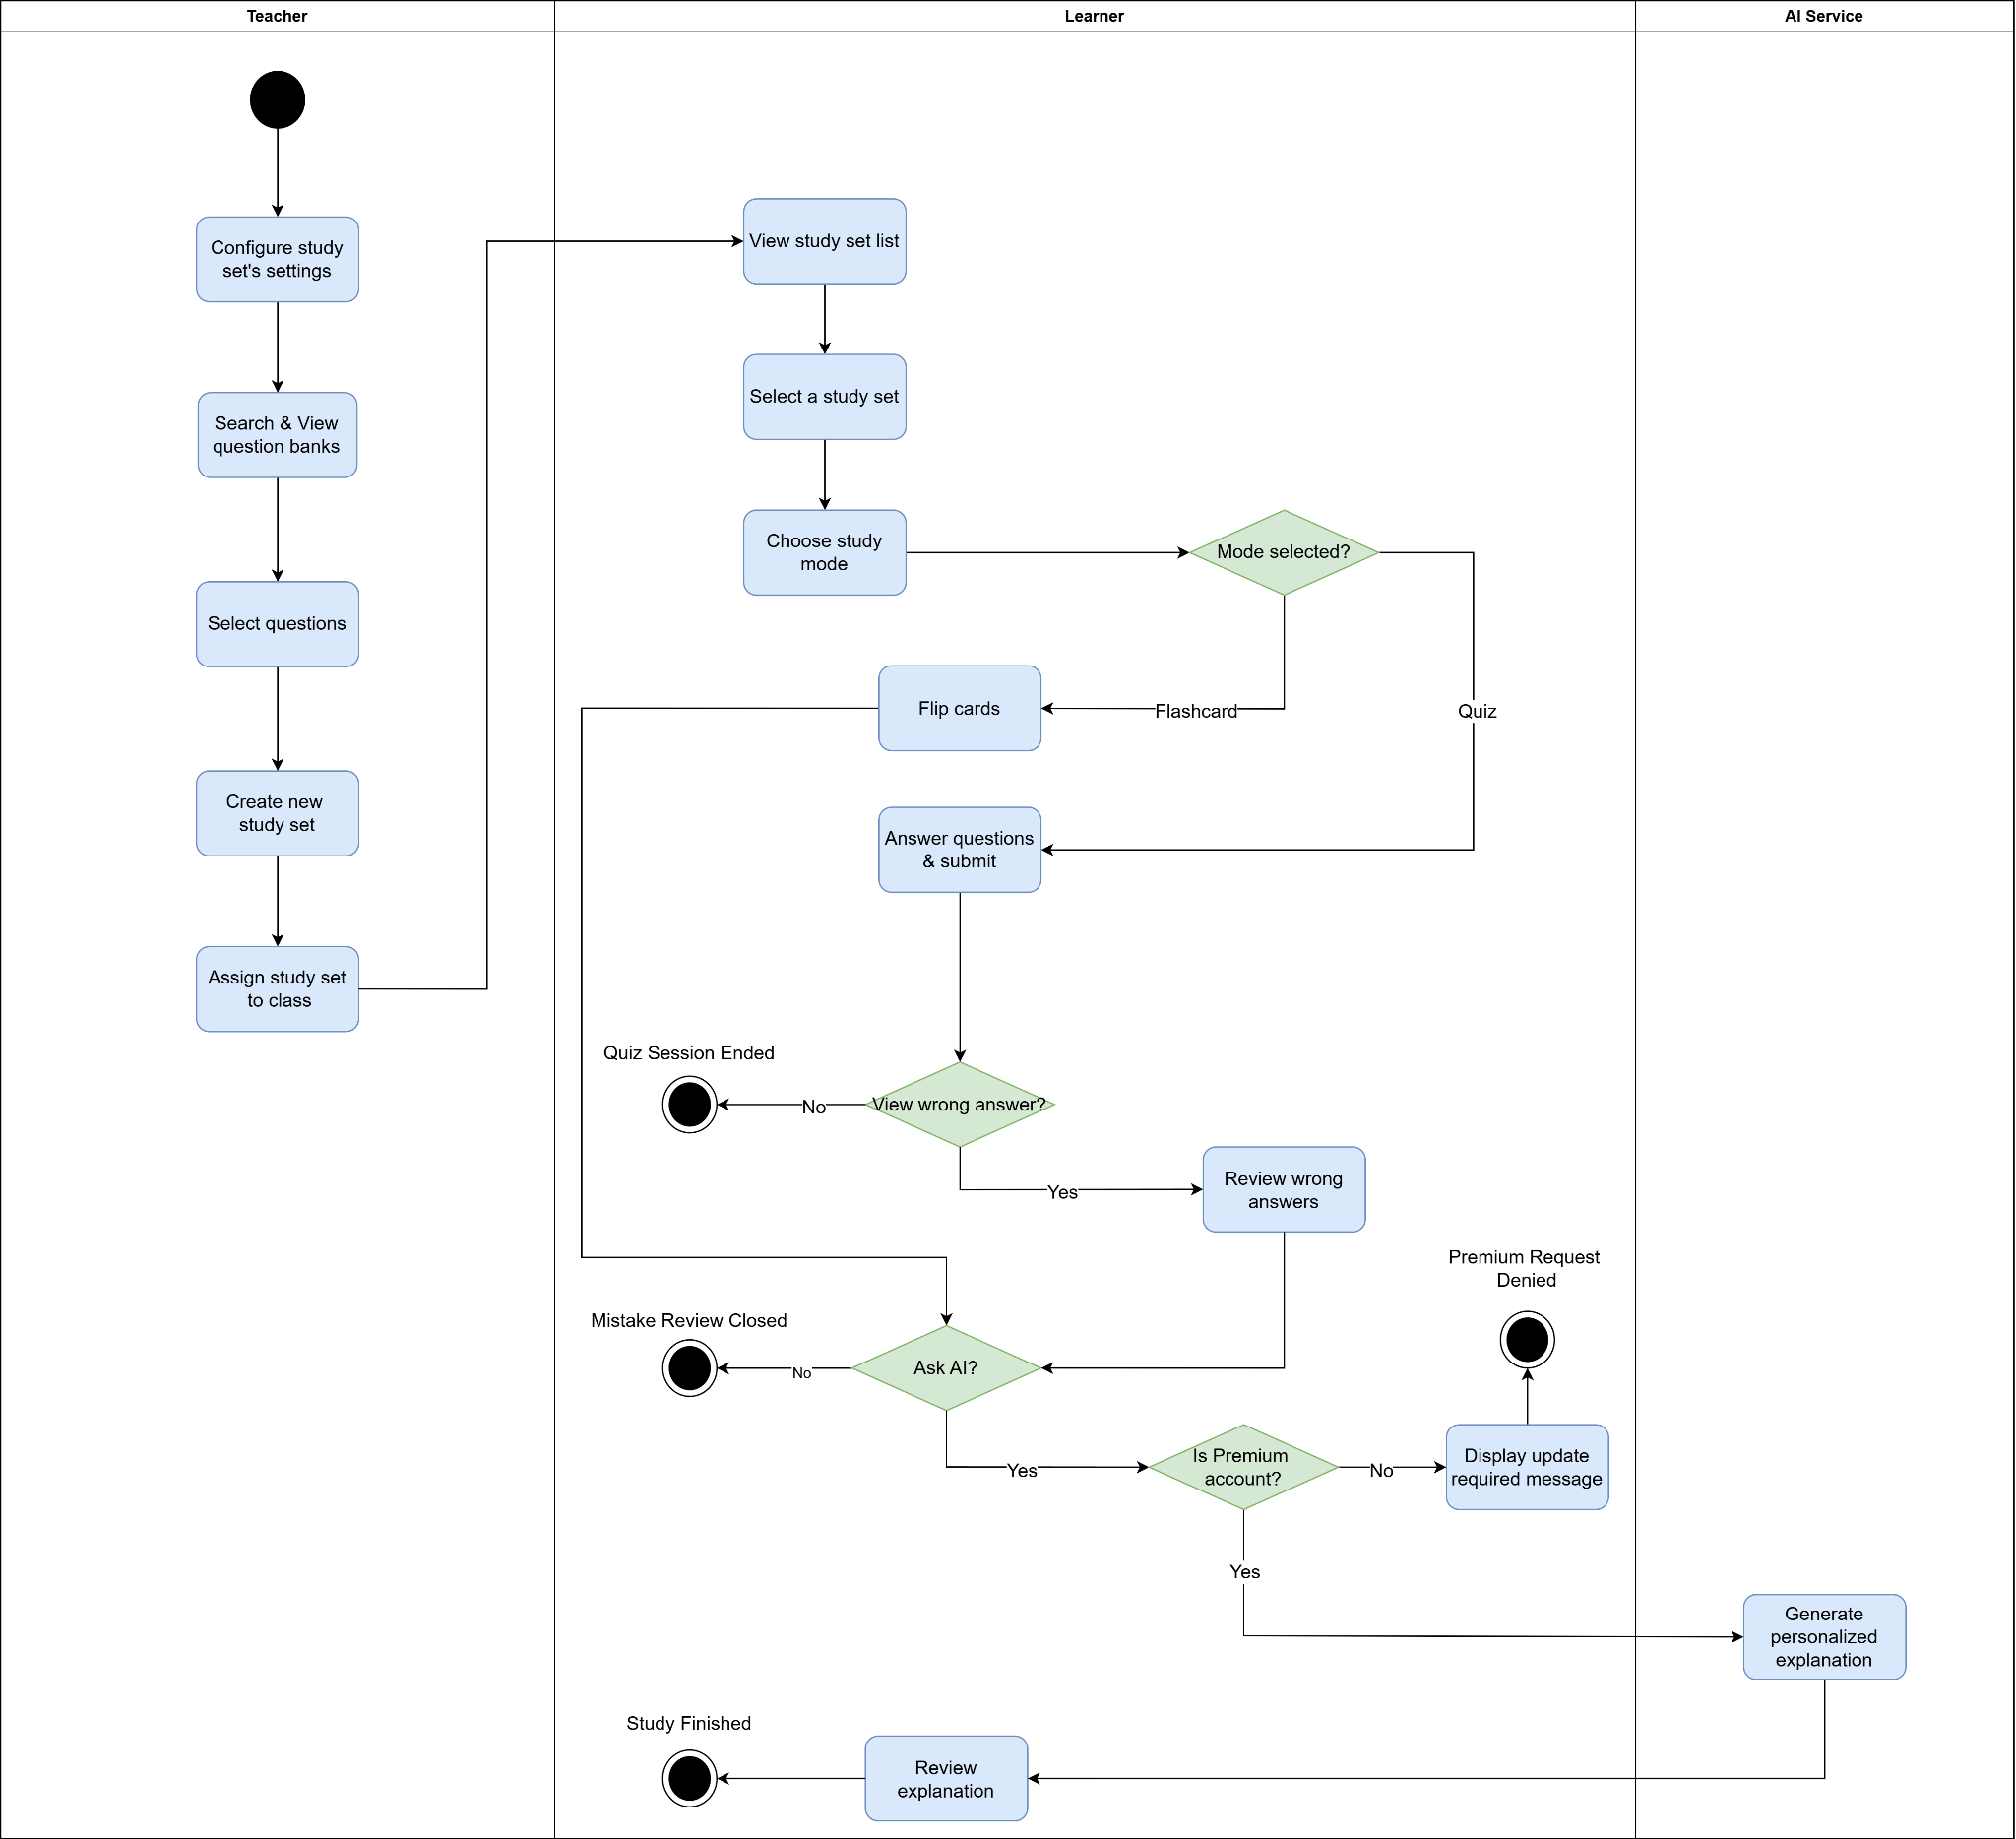 Teacher
Learner
AI Service
Configure study
set's settings
Search & View
question banks
Select questions
Create new
study set
Assign study set
to class
View study set list
Select a study set
Choose study
mode
Mode selected?
Flip cards
Flashcard
Quiz
Answer questions
& submit
Quiz Session Ended
No
View wrong answer?
Yes
Review wrong
answers
Premium Request
Denied
Mistake Review Closed
No
Ask AI?
Yes
Is Premium
account?
No
Display update
required message
Yes
Generate
personalized
explanation
Study Finished
Review
explanation